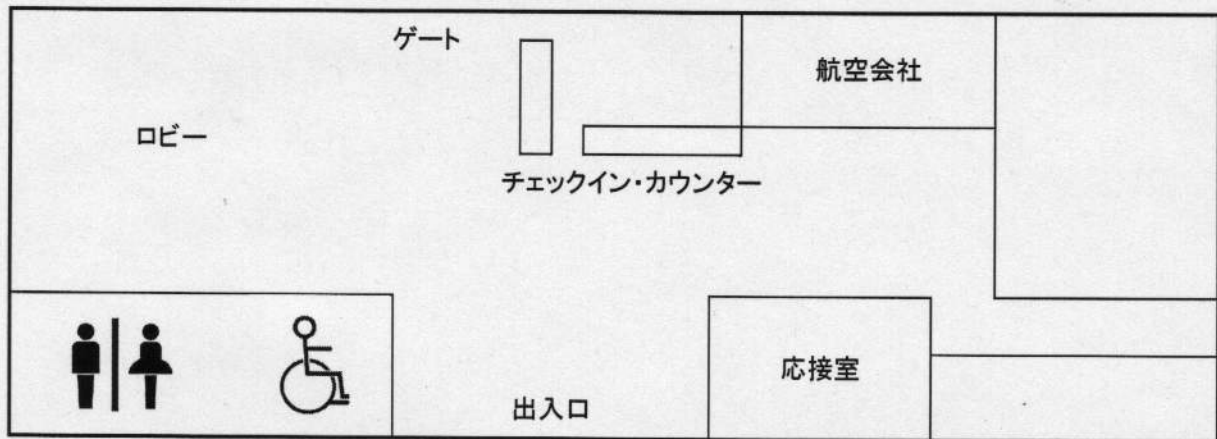 ゲート
航空会社
ロビー
チェックイン・カウンター
応接室
出入口